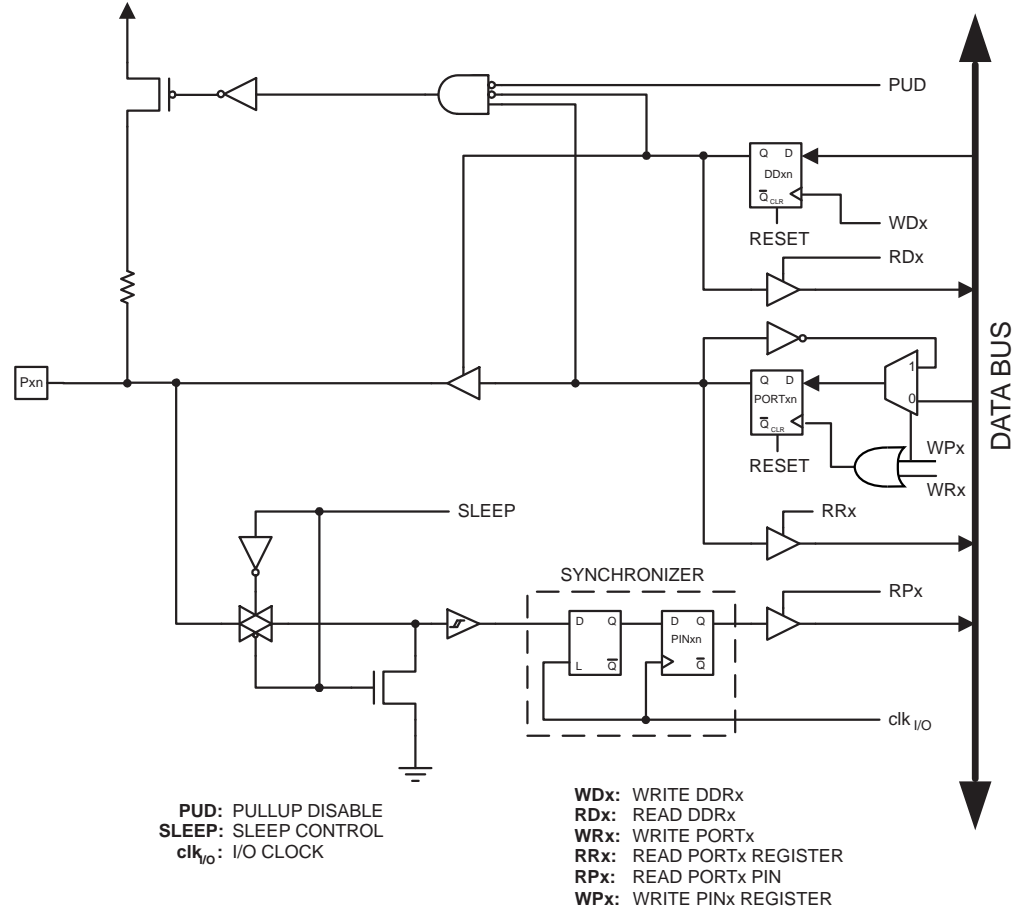 PUD
Q D
DDxn
Q CLR
WDx
RESET
RDx
1
Pxn
Q D
PORTxn
0
Q CLR
DATA BUS
WPx
RESET
WRx
SLEEP
RRx
SYNCHRONIZER
RPx
D Q
D Q
PINxn
L Q
Q
clk I/O
PUD: PULLUP DISABLE
SLEEP: SLEEP CONTROL
clkI/O: I/O CLOCK
WDx: WRITE DDRx
RDx: READ DDRx
WRx: WRITE PORTx
RRx: READ PORTx REGISTER
RPx: READ PORTx PIN
WPx: WRITE PINx REGISTER